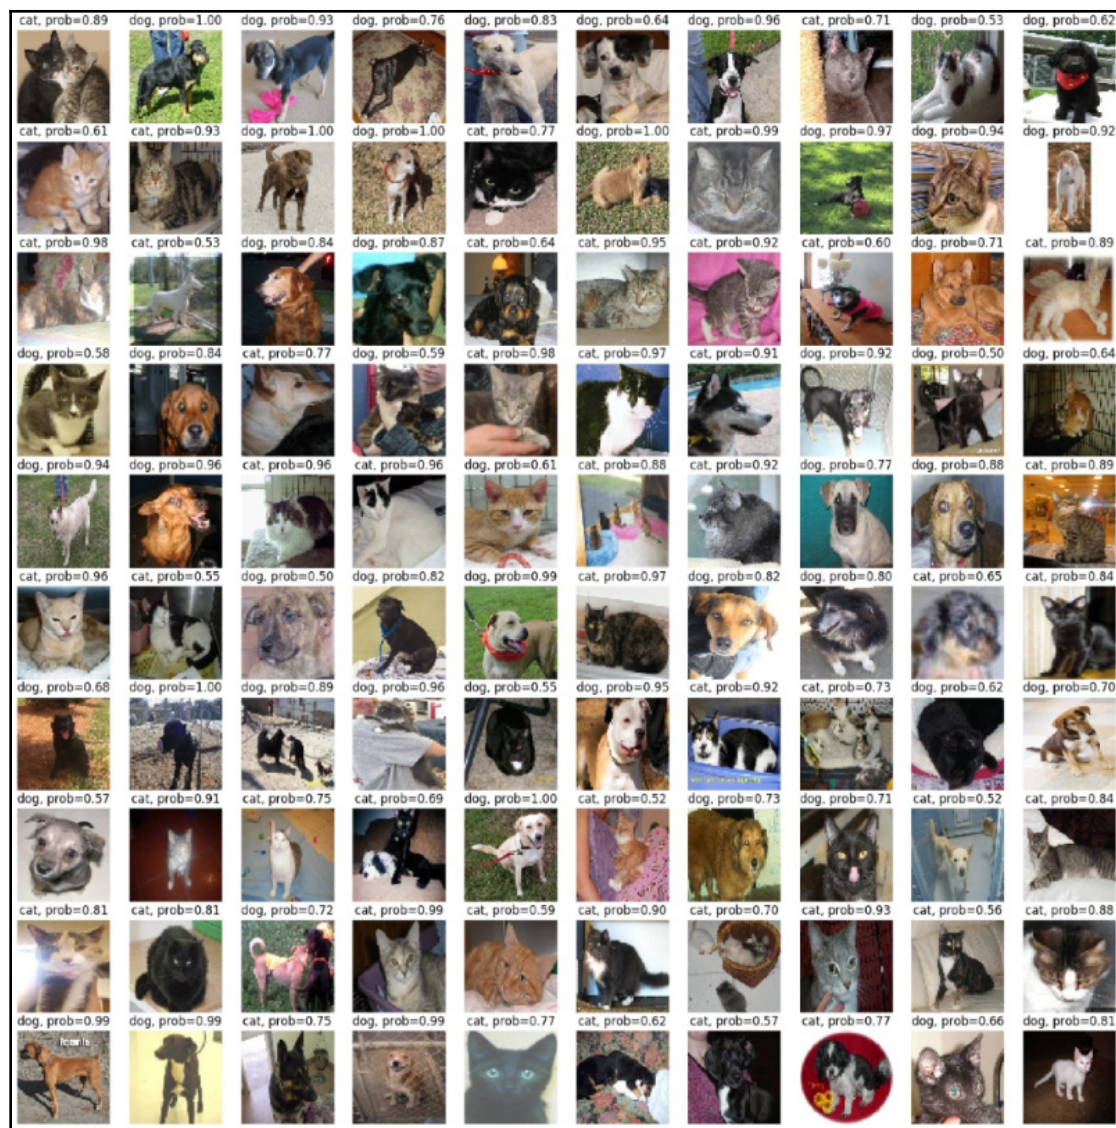 cat, prob=0.89 dog, prob=1.00 dog, prob=0.93 dog, prob=0.76 dog, prob=0.83 dog, prob=0.64 dog, prob=0.96 cat, prob=0.71 dog, prob=0.53 dog, prob=0.62
cat, prob=0.61 cat, prob=0.93 dog, prob=1.00 dog, prob=1.00 cat, prob=0.77 dog, prob=1.00 cat, prob=0.99 dog, prob=0.97 dog, prob=0.94 dog, prob=0.92
cat, prob=0.98 cat, prob=0.53 dog, prob=0.84 dog, prob=0.87 dog, prob=0.64 cat, prob=0.95 cat, prob=0.92 cat, prob=0.60 dog, prob=0.71 cat, prob=0.89
dog, prob=0.58 dog, prob=0.84 cat, prob=0.77 dog, prob=0.59 cat, prob=0.98 cat, prob=0.97 cat, prob=0.91 dog, prob=0.92 dog, prob=0.50 dog, prob=0.64
dog, prob=0.94 dog, prob=0.96 cat, prob=0.96 cat, prob=0.96 dog, prob=0.61 cat, prob=0.88 dog, prob=0.92 dog, prob=0.77 dog, prob=0.88 cat, prob=0.89
cat, prob=0.96 cat, prob=0.55 dog, prob=0.50 dog, prob=0.82 dog, prob=0.99 cat, prob=0.97 dog, prob=0.82 dog, prob=0.80 cat, prob=0.65 cat, prob=0.84
dog, prob=0.68 dog, prob=1.00 dog, prob=0.89 dog, prob=0.96 dog, prob=0.55 dog, prob=0.95 cat, prob=0.92 cat, prob=0.73 dog, prob=0.62 dog, prob=0.70
dog, prob=0.57 cat, prob=0.91 cat, prob=0.75 cat, prob=0.69 dog, prob=1.00 cat, prob=0.52 dog, prob=0.73 dog, prob=0.71 cat, prob=0.52 cat, prob=0.84
cat, prob=0.81 cat, prob=0.81 dog, prob=0.72 cat, prob=0.99 cat, prob=0.59 cat, prob=0.90 cat, prob=0.70 cat, prob=0.93 cat, prob=0.56 cat, prob=0.88
dog, prob=0.99 dog, prob=0.99 cat, prob=0.75 dog, prob=0.99 cat, prob=0.77 cat, prob=0.62 cat, prob=0.57 cat, prob=0.77 dog, prob=0.66 dog, prob=0.81